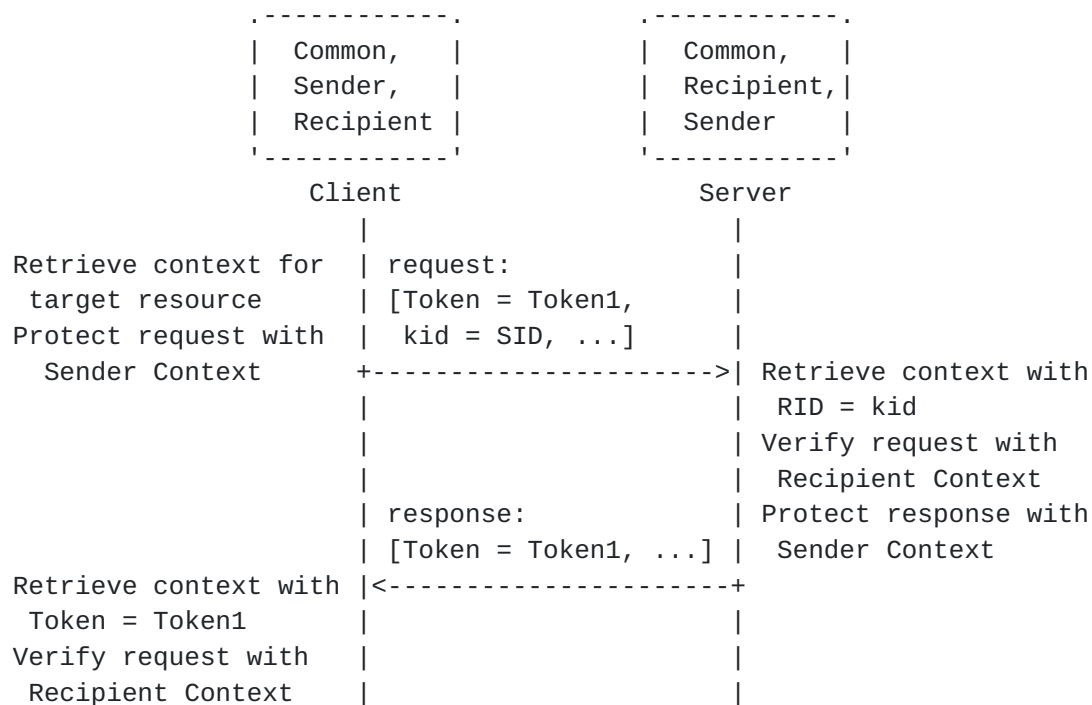 .------------.           .------------.
                |  Common,   |           |  Common,   |
                |  Sender,   |           |  Recipient,|
                |  Recipient |           |  Sender    |
                '------------'           '------------'
                   Client                   Server
                       |                       |
Retrieve context for   | request:              |
 target resource       | [Token = Token1,      |
Protect request with   |  kid = SID, ...]      |
  Sender Context       +---------------------->| Retrieve context with
                       |                       |  RID = kid
                       |                       | Verify request with
                       |                       |  Recipient Context
                       | response:             | Protect response with
                       | [Token = Token1, ...] |  Sender Context
Retrieve context with  |<----------------------+
 Token = Token1        |                       |
Verify request with    |                       |
 Recipient Context     |                       |